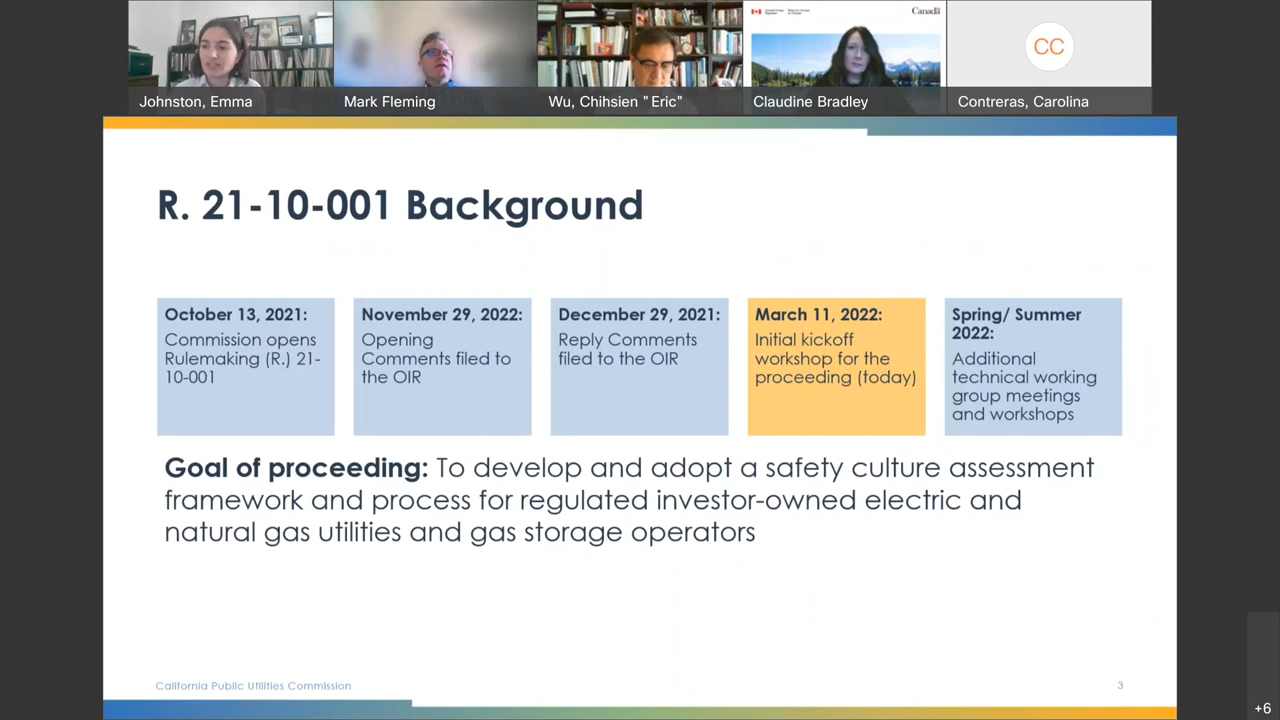 Johnston, Emma
Mark Fleming
Wu, Chihsien "Eric"
Claudine Bradley
Contreras, Carolina
CC
Canada
R. 21-10-001 Background
October 13, 2021:
Commission opens
Rulemaking (R.) 21-
10-001
November 29, 2022:
Opening
Comments filed to
the OIR
December 29, 2021:
Reply Comments
filed to the OIR
March 11, 2022:
Initial kickoff
workshop for the
proceeding (today)
Spring/ Summer
2022:
Additional
technical working
group meetings
and workshops
Goal of proceeding: To develop and adopt a safety culture assessment
framework and process for regulated investor-owned electric and
natural gas utilities and gas storage operators
California Public Utilities Commission
3
+6